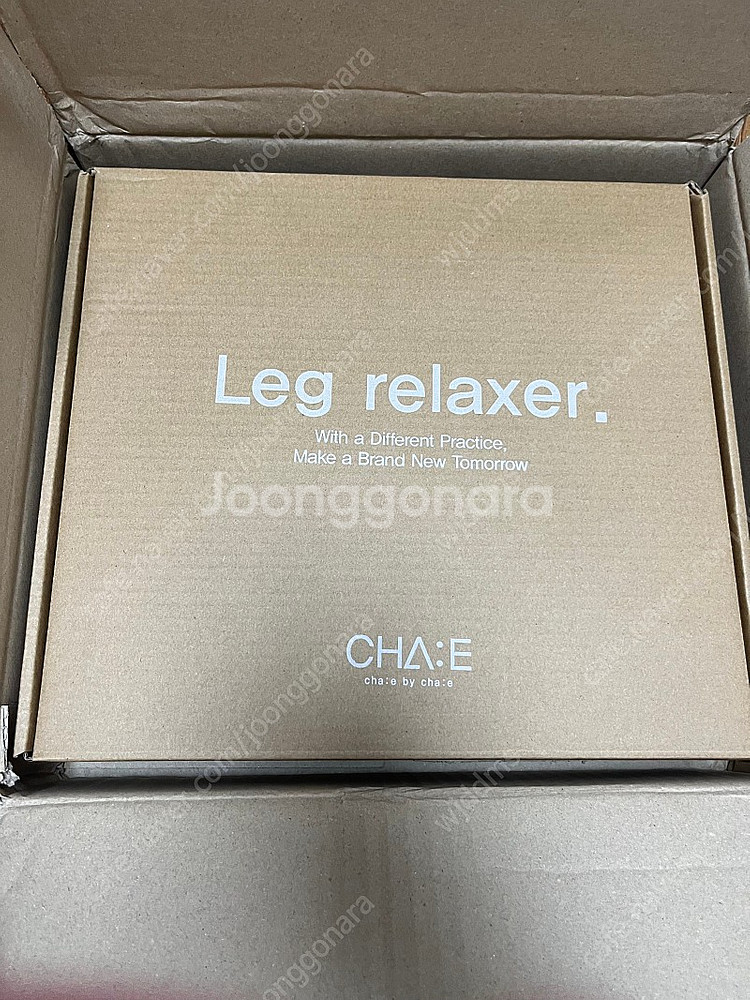 Leg relaxer.
With a Different Practice,
Make a Brand New Tomorrow
Joonggonara
CHA:E
cha:e by cha:e